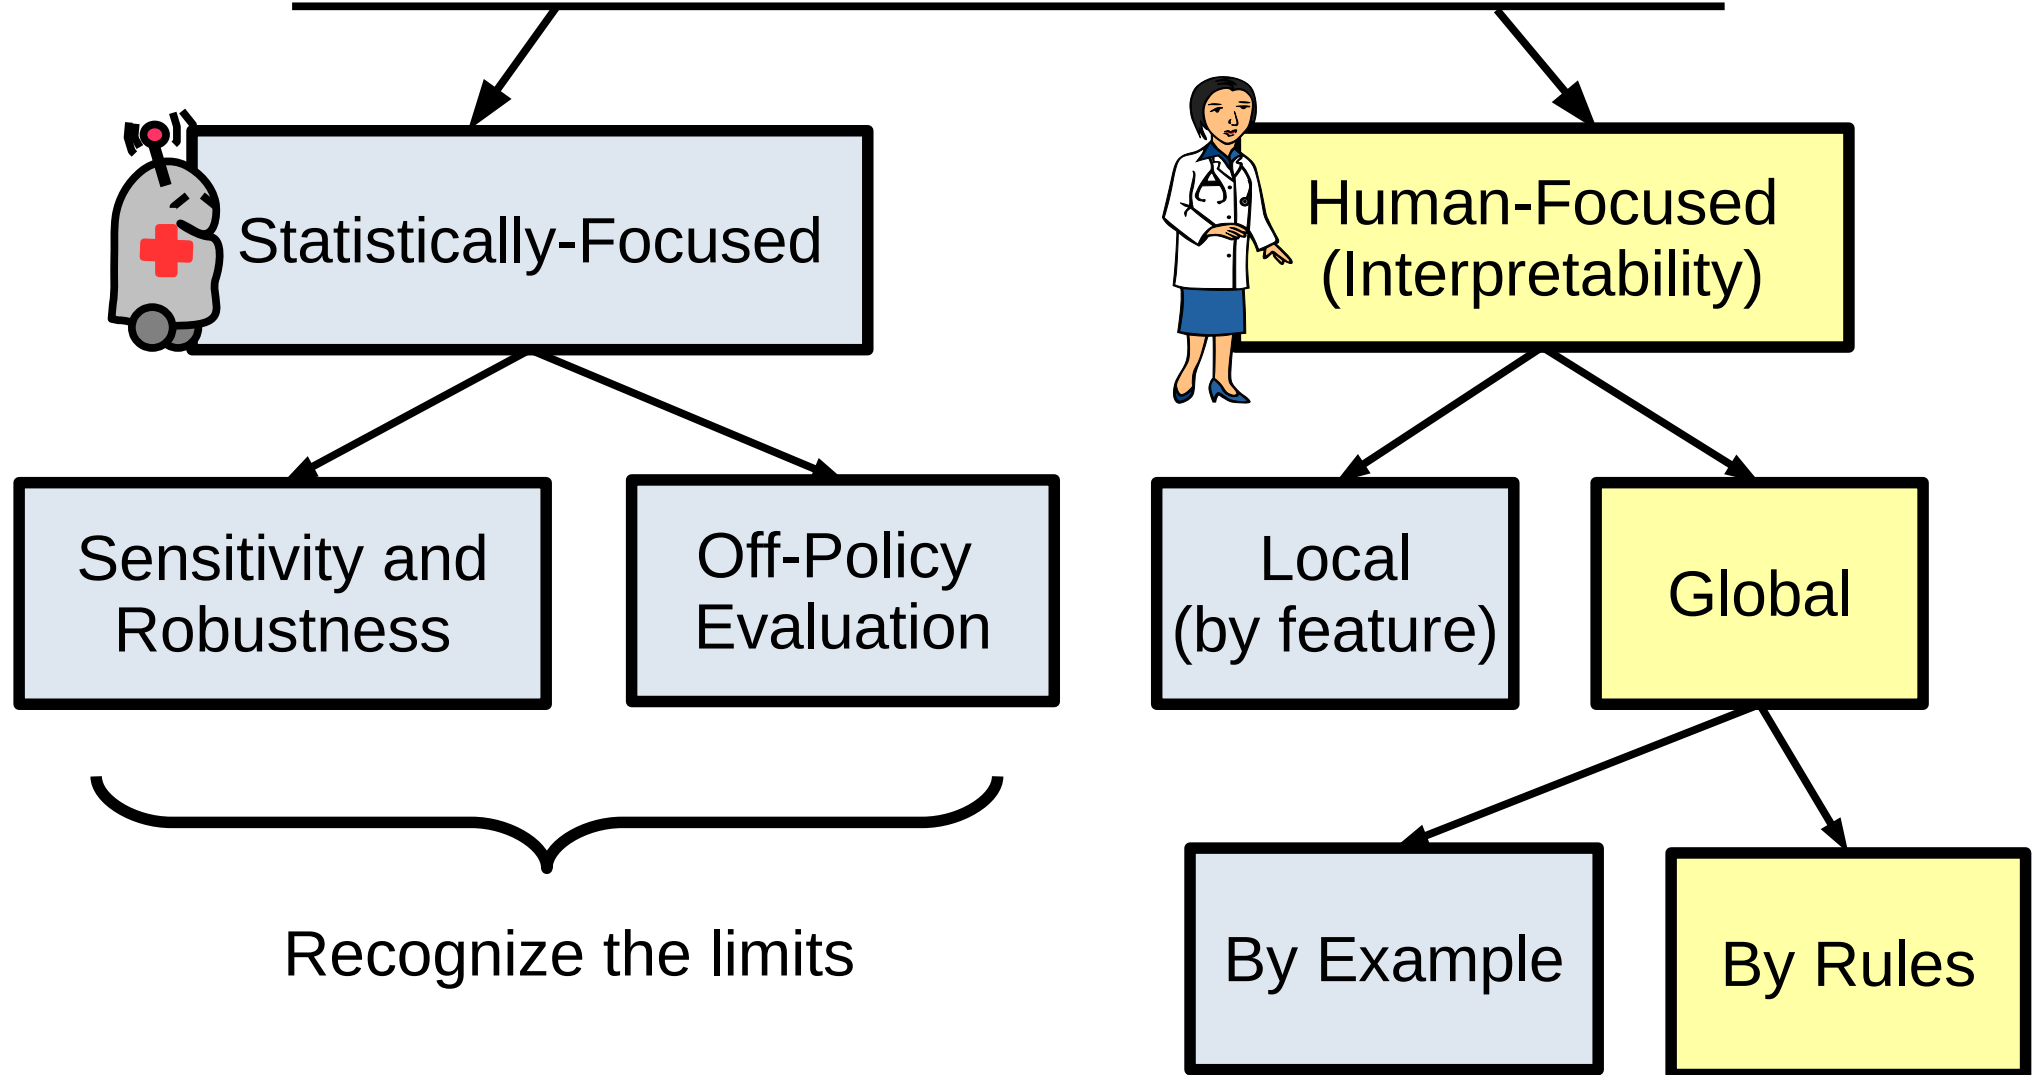 Statistically-Focused
Human-Focused
(Interpretability)
Sensitivity and
Robustness
Off-Policy
Evaluation
Local
(by feature)
Global
Recognize the limits
By Example
By Rules